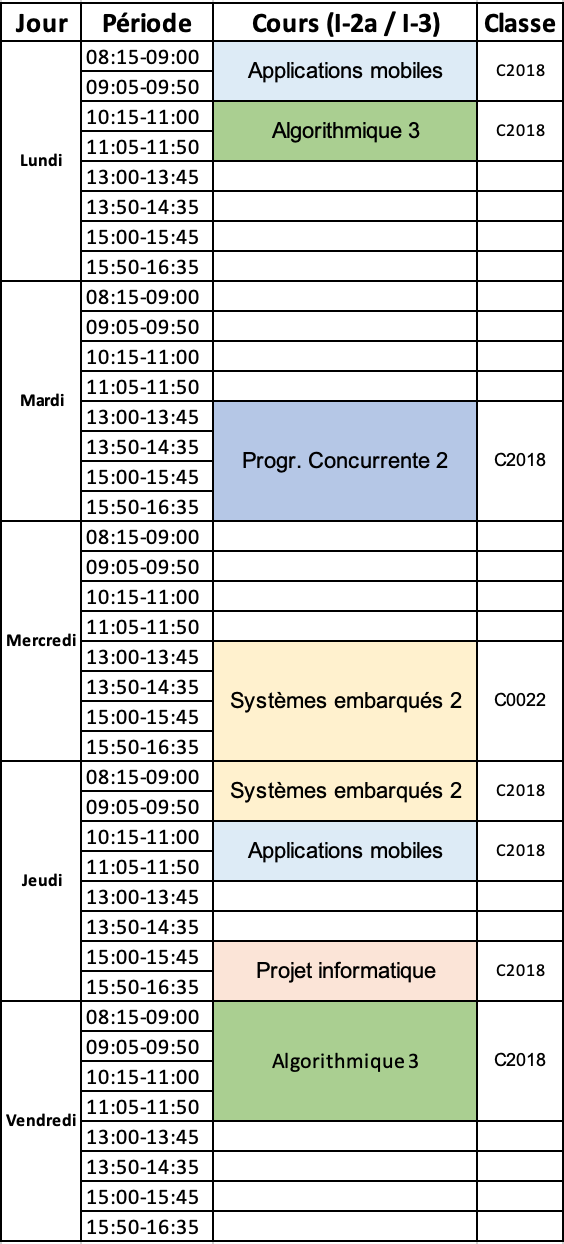 Jour Période Cours (I-2a / I-3) Classe
Lundi
08:15-09:00
09:05-09:50
Applications mobiles C2018
10:15-11:00
11:05-11:50
Algorithmique 3 C2018
13:00-13:45
13:50-14:35
15:00-15:45
15:50-16:35
Mardi
08:15-09:00
09:05-09:50
10:15-11:00
11:05-11:50
13:00-13:45
13:50-14:35
15:00-15:45
15:50-16:35
Progr. Concurrente 2 C2018
Mercredi
08:15-09:00
09:05-09:50
10:15-11:00
11:05-11:50
13:00-13:45
13:50-14:35
15:00-15:45
15:50-16:35
Systèmes embarqués 2 C0022
Jeudi
08:15-09:00
09:05-09:50
Systèmes embarqués 2 C2018
10:15-11:00
11:05-11:50
Applications mobiles C2018
13:00-13:45
13:50-14:35
15:00-15:45
15:50-16:35
Projet informatique C2018
Vendredi
08:15-09:00
09:05-09:50
10:15-11:00
11:05-11:50
Algorithmique 3 C2018
13:00-13:45
13:50-14:35
15:00-15:45
15:50-16:35